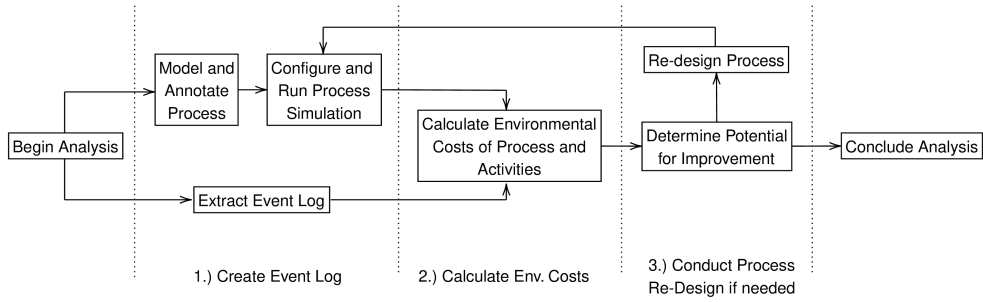 Begin Analysis
Model and
Annotate
Process
Configure and
Run Process
Simulation
Extract Event Log
Calculate Environmental
Costs of Process and
Activities
Re-design Process
Determine Potential
for Improvement
Conclude Analysis
1.) Create Event Log
2.) Calculate Env. Costs
3.) Conduct Process
Re-Design if needed